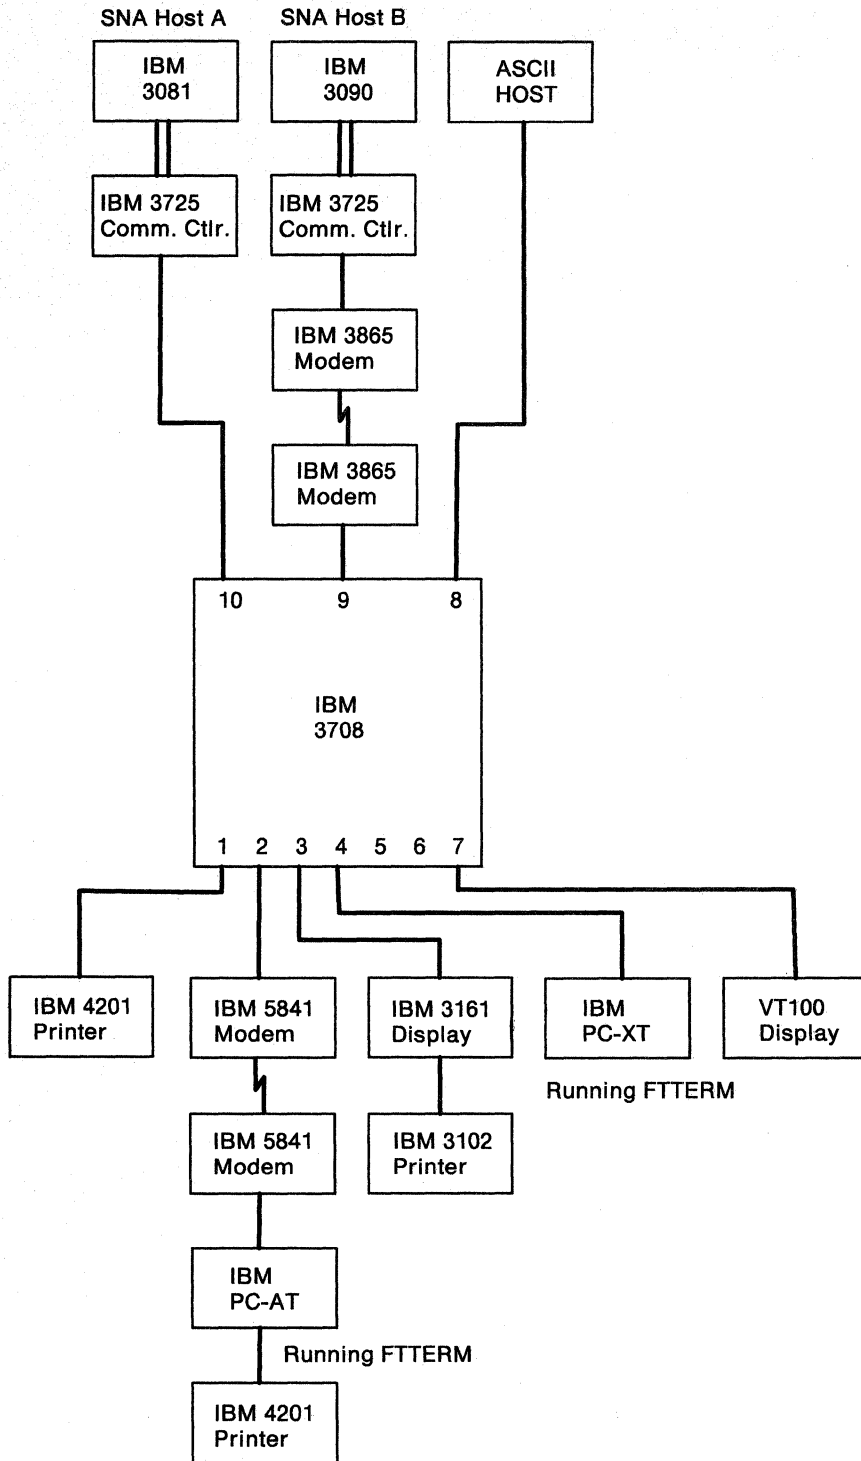 SNA Host A
SNA Host B
IBM
3081
IBM
3090
ASCII
HOST
IBM 3725
Comm. Ctlr.
IBM 3725
Comm. Ctlr.
IBM 3865
Modem
IBM 3865
Modem
10
9
8
IBM
3708
1
2
3
4
5
6
7
IBM 4201
Printer
IBM 5841
Modem
IBM 3161
Display
IBM
PC-XT
VT100
Display
Running FTTERM
IBM 5841
Modem
IBM 3102
Printer
IBM
PC-AT
Running FTTERM
IBM 4201
Printer